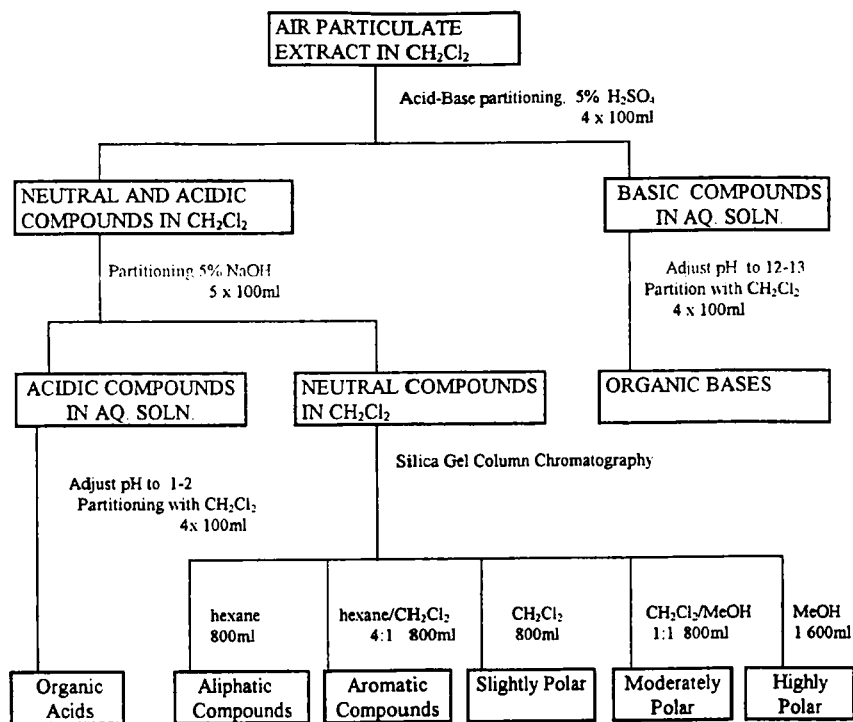 AIR PARTICULATE
EXTRACT IN CH₂Cl₂
Acid-Base partitioning, 5% H₂SO₄
4 x 100ml
NEUTRAL AND ACIDIC
COMPOUNDS IN CH₂Cl₂
BASIC COMPOUNDS
IN AQ. SOLN.
Partitioning 5% NaOH
5 x 100ml
Adjust pH to 12-13
Partition with CH₂Cl₂
4 x 100ml
ACIDIC COMPOUNDS
IN AQ. SOLN.
NEUTRAL COMPOUNDS
IN CH₂Cl₂
ORGANIC BASES
Silica Gel Column Chromatography
Adjust pH to 1-2
Partitioning with CH₂Cl₂
4x 100ml
hexane
800ml
hexane/CH₂Cl₂
4:1 800ml
CH₂Cl₂
800ml
CH₂Cl₂/MeOH
1:1 800ml
MeOH
1 600ml
Organic
Acids
Aliphatic
Compounds
Aromatic
Compounds
Slightly Polar
Moderately
Polar
Highly
Polar